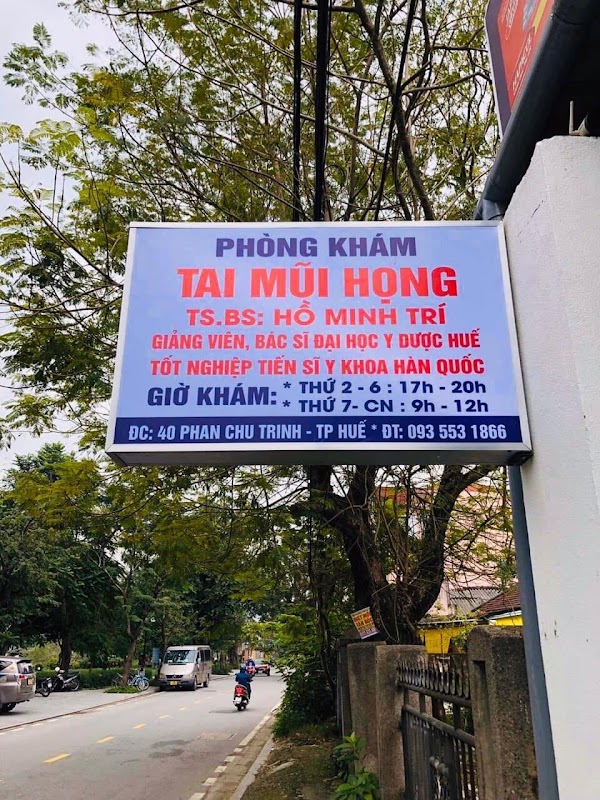 PHÒNG KHÁM
TAI MŨI HỌNG
TS.BS: HỒ MINH TRÍ
GIẢNG VIÊN, BÁC SĨ ĐẠI HỌC Y DƯỢC HUẾ
TỐT NGHIỆP TIẾN SĨ Y KHOA HÀN QUỐC
GIỜ KHÁM: * THỨ 2 - 6 : 17h - 20h
* THỨ 7- CN : 9h - 12h
ĐC: 40 PHAN CHU TRINH - TP HUẾ * ĐT: 093 553 1866